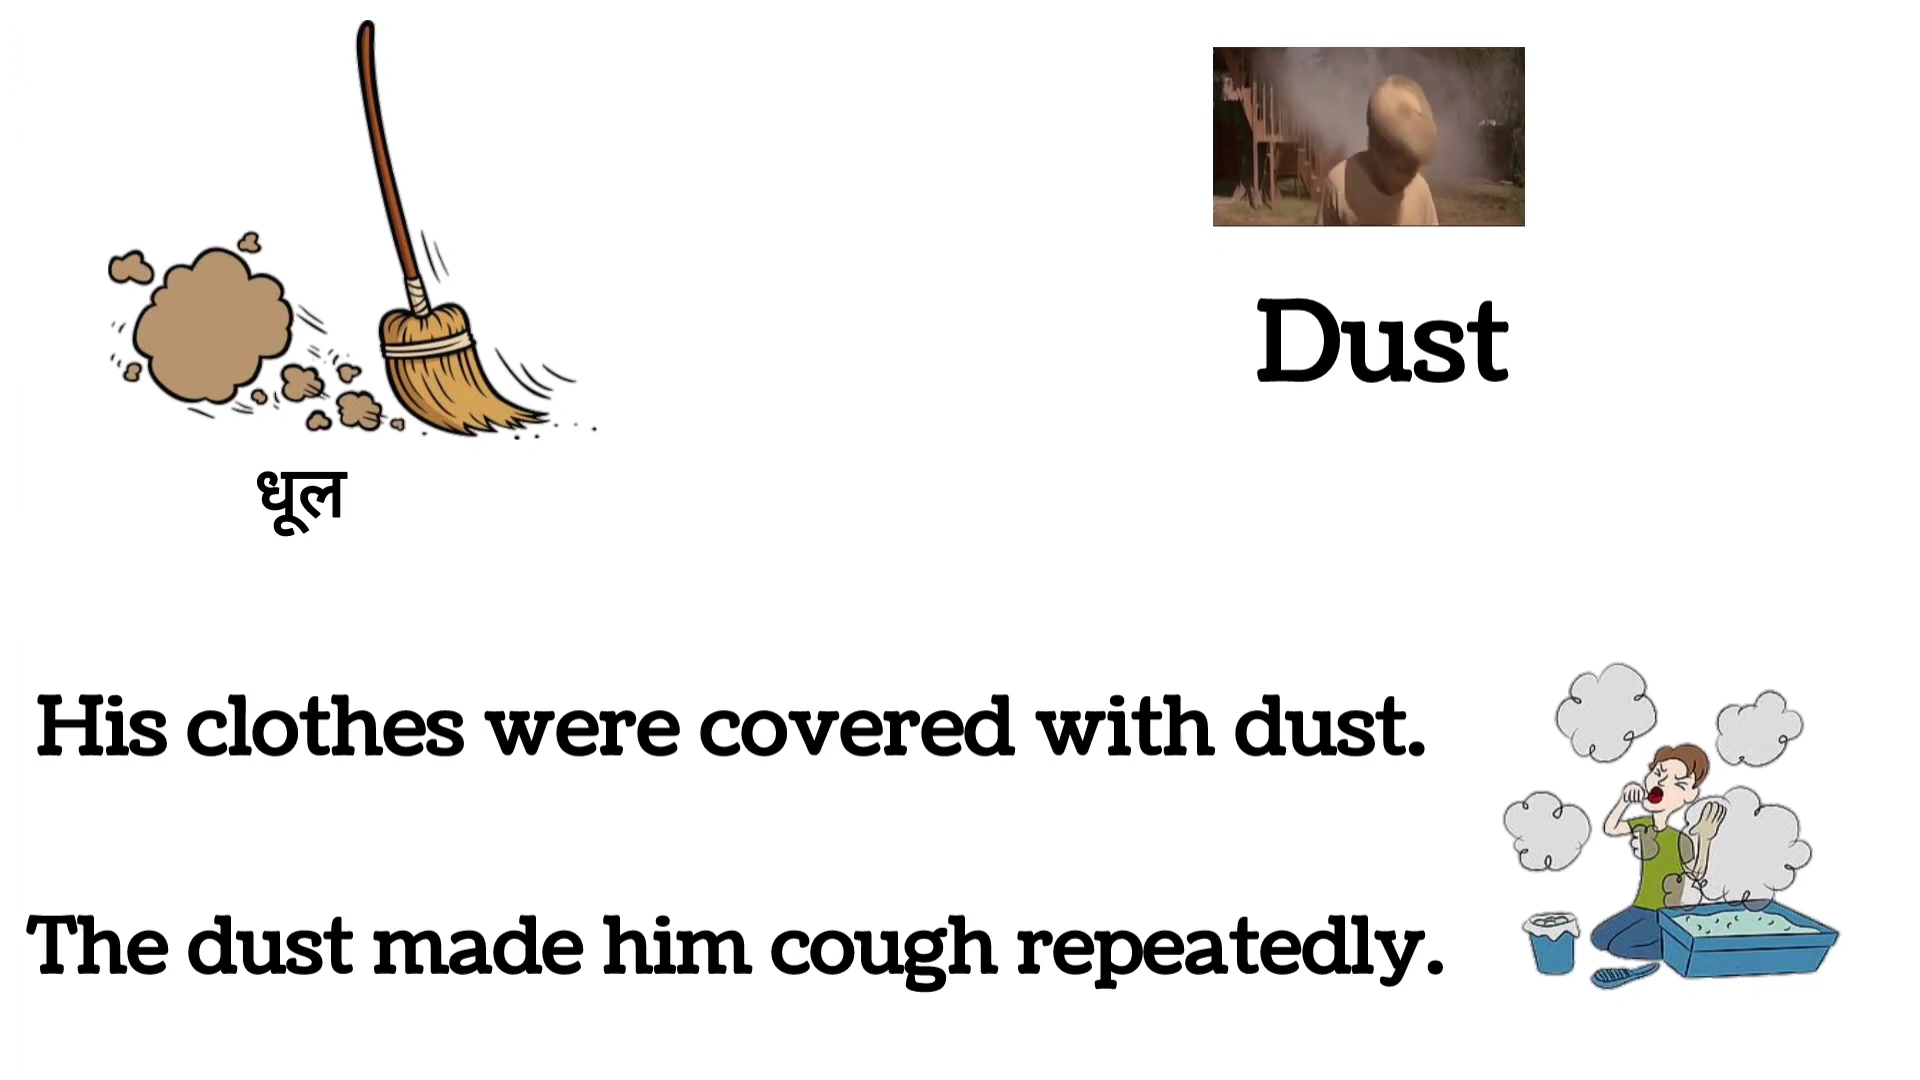 Dust
धूल
His clothes were covered with dust.
The dust made him cough repeatedly.